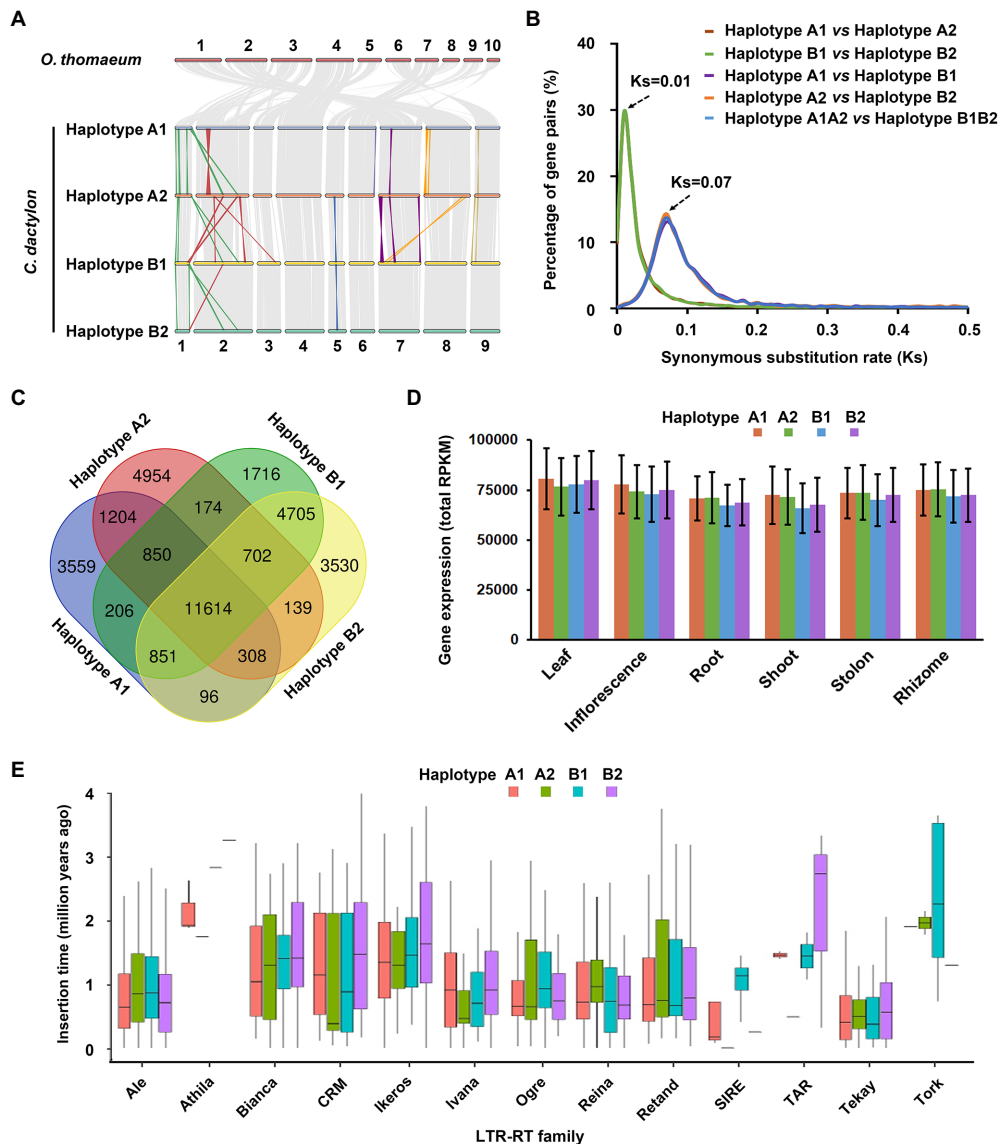 A
1 2 3 4 5 6 7 8 9 10
O. thomaeum
Haplotype A1
Haplotype A2
Haplotype B1
Haplotype B2
C. dactylon
1 2 3 4 5 6 7 8 9
B
Haplotype A1 vs Haplotype A2
Haplotype B1 vs Haplotype B2
Haplotype A1 vs Haplotype B1
Haplotype A2 vs Haplotype B2
Haplotype A1A2 vs Haplotype B1B2
Ks=0.01
Ks=0.07
Percentage of gene pairs (%)
40
30
20
10
0
0 0.1 0.2 0.3 0.4 0.5
Synonymous substitution rate (Ks)
C
Haplotype A2
Haplotype B1
Haplotype A1
Haplotype B2
4954 1716
1204 174 4705
3559 850 702 3530
206 11614 139
851 308
96
D
Haplotype A1 A2 B1 B2
Gene expression (total RPKM)
100000
75000
50000
25000
0
Leaf
Inflorescence
Root
Shoot
Stolon
Rhizome
E
Haplotype A1 A2 B1 B2
Insertion time (million years ago)
4
3
2
1
0
Ale
Athila
Bianca
CRM
Ikeros
Ivana
Ogre
Reina
Retand
SIRE
TAR
Tekay
Tork
LTR-RT family